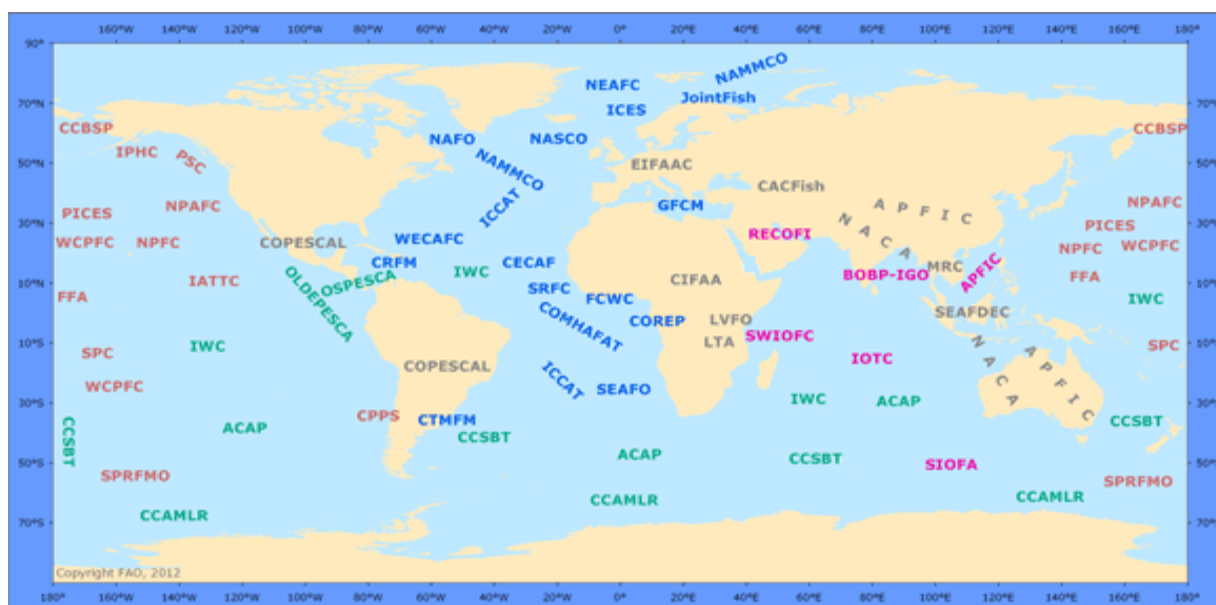 160°W 140°W 120°W 100°W 80°W 60°W 40°W 20°W 0°E 20°E 40°E 60°E 80°E 100°E 120°E 140°E 160°E 180°
90°
NAMMCO
NEAFC
JointFish
70°N 70°N
ICES
CCBSP CCBSP
NAFO NASCO
IPHC PSC
50°N 50°N
NAMMCO EIFAAC
CACFish
ICCAT
NPAFC GFCM NPAFC
PICES APFIC
30°N PICES 30°N
WCPFC NPFC COPESCAL WECAFC RECOFI NACA NPFC WCPFC
CRFM CECAF IWC MRC APFIC
OLDEPESCA OSPESCA BOBP-IGO FFA
10°N IATTC CIFAA 10°N
SRFC
FFA FCWC IWC
COMHAFAT SEAFDEC
COREP LVFO
SWIOFC
10°S IWC LTA 10°S
SPC NACA APFIC SPC
IOTC
COPESCAL ICCAT
WCPFC SEAFO
30°S IWC ACAP 30°S
CPPS CTMFM CCSBT
CCSBT ACAP CCSBT
50°S ACAP CCSBT SIOFA 50°S
SPRFMO SPRFMO
CCAMLR CCAMLR
CCAMLR
70°S 70°S
Copyright FAO, 2012
180° 160°W 140°W 120°W 100°W 80°W 60°W 40°W 20°W 0°E 20°E 40°E 60°E 80°E 100°E 120°E 140°E 160°E 180°